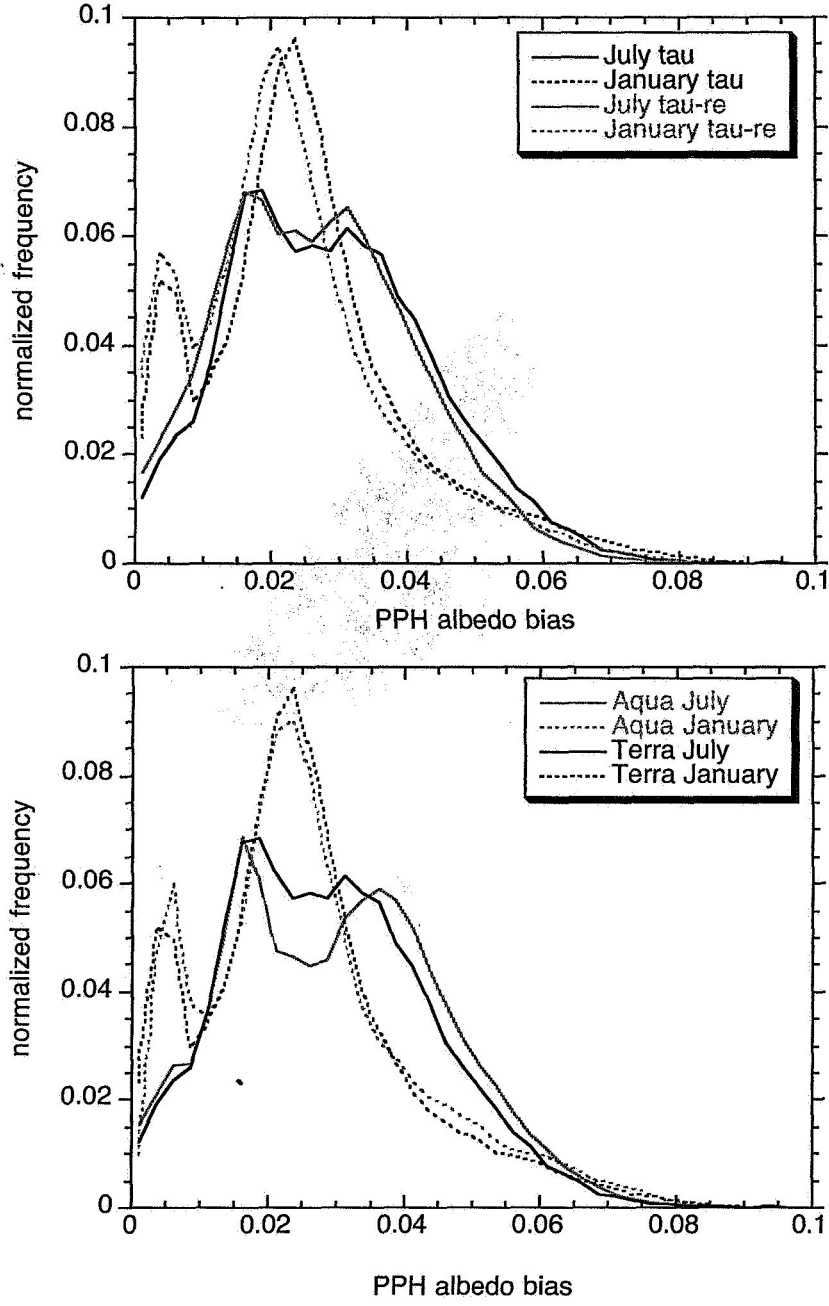 0.1
July tau
January tau
July tau-re
January tau-re
0.08
0.06
0.04
0.02
0
normalized frequency
0 0.02 0.04 0.06 0.08 0.1
PPH albedo bias
0.1
Aqua July
Aqua January
Terra July
Terra January
0.08
0.06
0.04
0.02
0
normalized frequency
0 0.02 0.04 0.06 0.08 0.1
PPH albedo bias